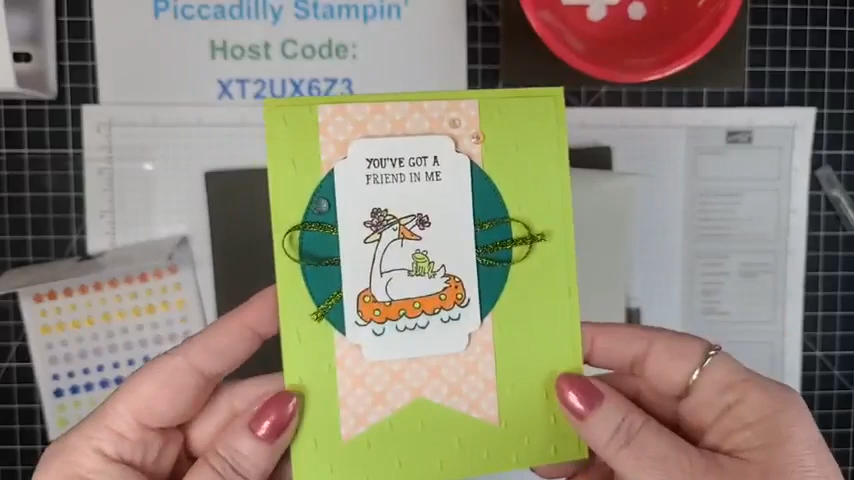 Piccadilly Stampin'
Host Code:
XT2UX6Z3
YOU'VE GOT A
FRIEND IN ME